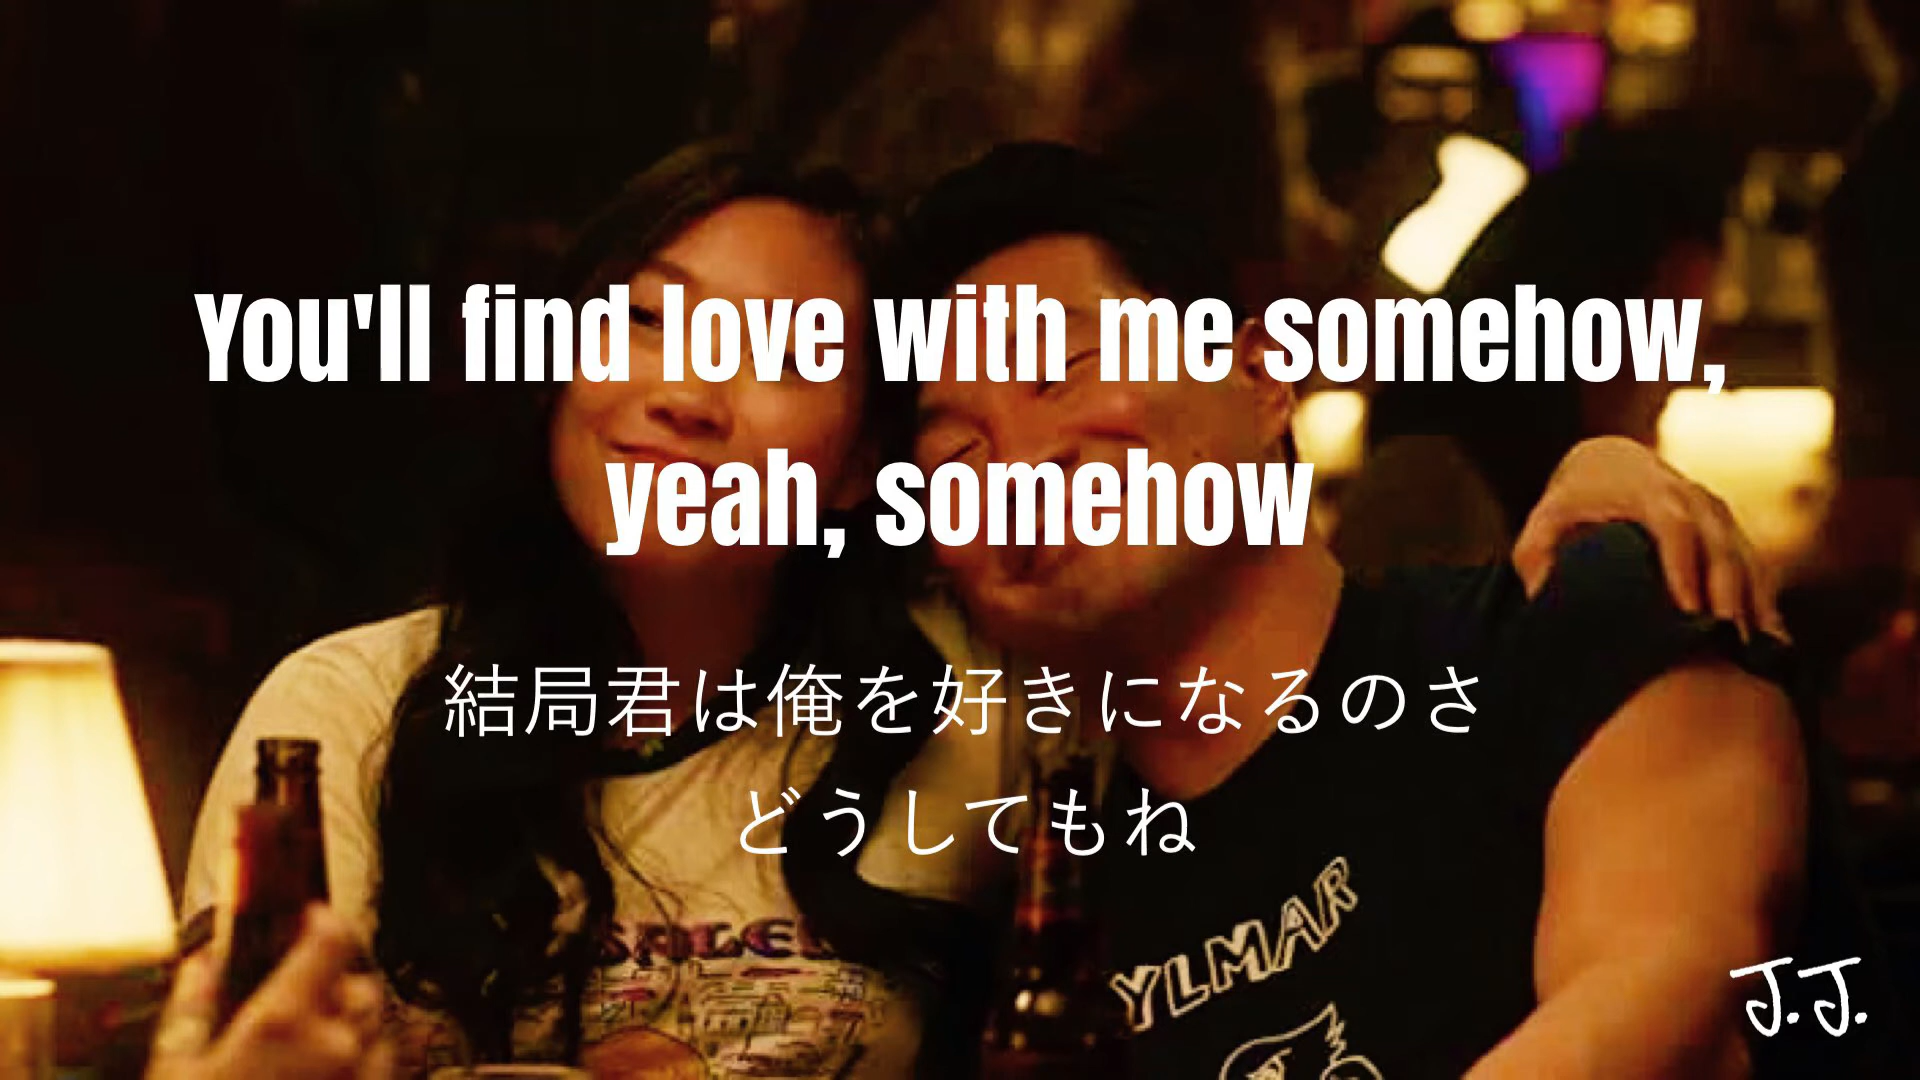 You'll find love with me somehow,
yeah, somehow
結局君は俺を好きになるのさ
どうしてもね
YLMAR
J.J.